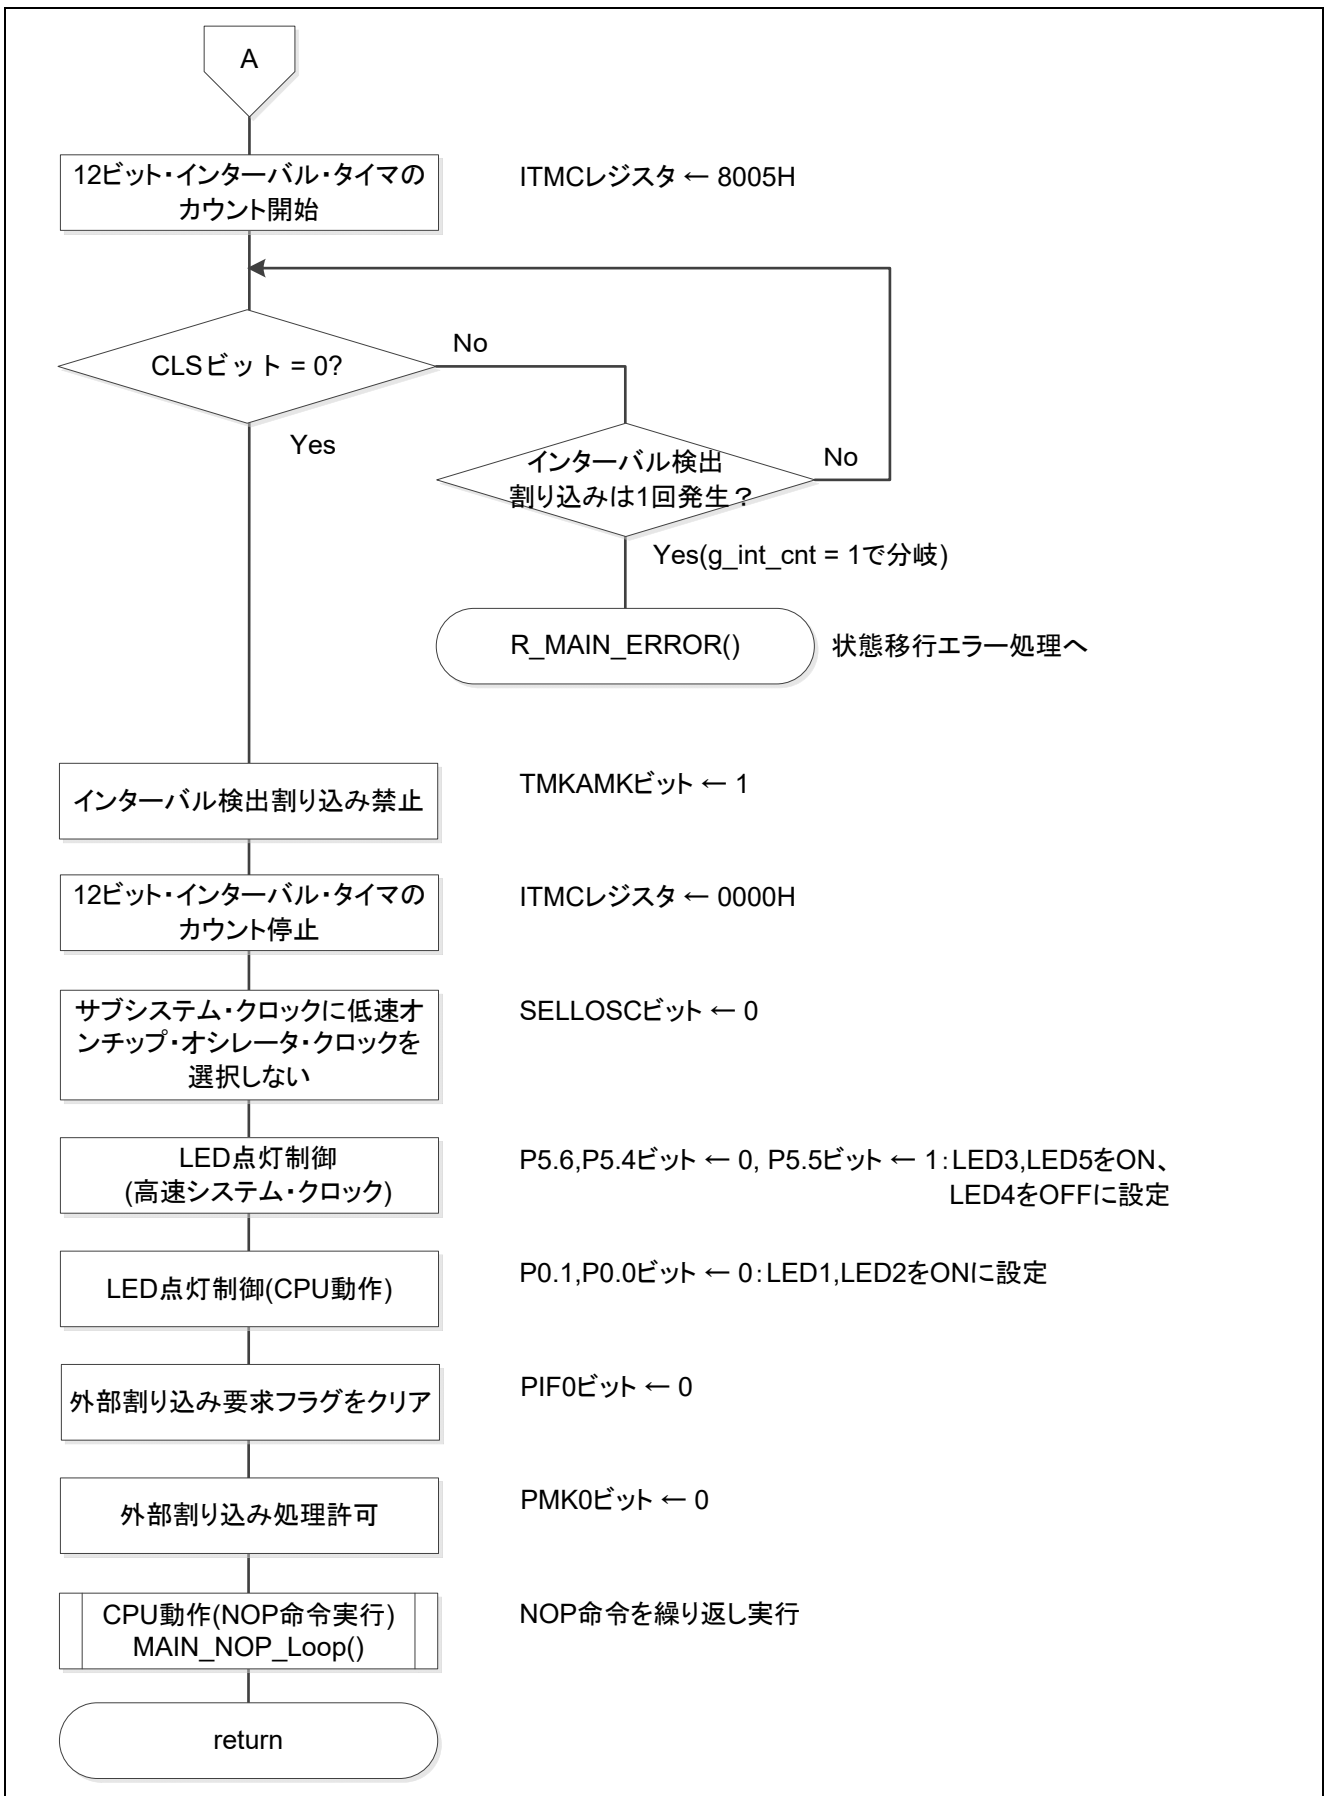 A
12ビット・インターバル・タイマの
カウント開始
ITMCレジスタ ← 8005H
CLSビット = 0?
No
Yes
インターバル検出
割り込みは1回発生？
No
Yes(g_int_cnt = 1で分岐)
R_MAIN_ERROR()
状態移行エラー処理へ
インターバル検出割り込み禁止
TMKAMKビット ← 1
12ビット・インターバル・タイマの
カウント停止
ITMCレジスタ ← 0000H
サブシステム・クロックに低速オ
ンチップ・オシレータ・クロックを
選択しない
SELLOSCビット ← 0
LED点灯制御
(高速システム・クロック)
P5.6,P5.4ビット ← 0, P5.5ビット ← 1：LED3,LED5をON、
LED4をOFFに設定
LED点灯制御(CPU動作)
P0.1,P0.0ビット ← 0：LED1,LED2をONに設定
外部割り込み要求フラグをクリア
PIF0ビット ← 0
外部割り込み処理許可
PMK0ビット ← 0
CPU動作(NOP命令実行)
MAIN_NOP_Loop()
NOP命令を繰り返し実行
return